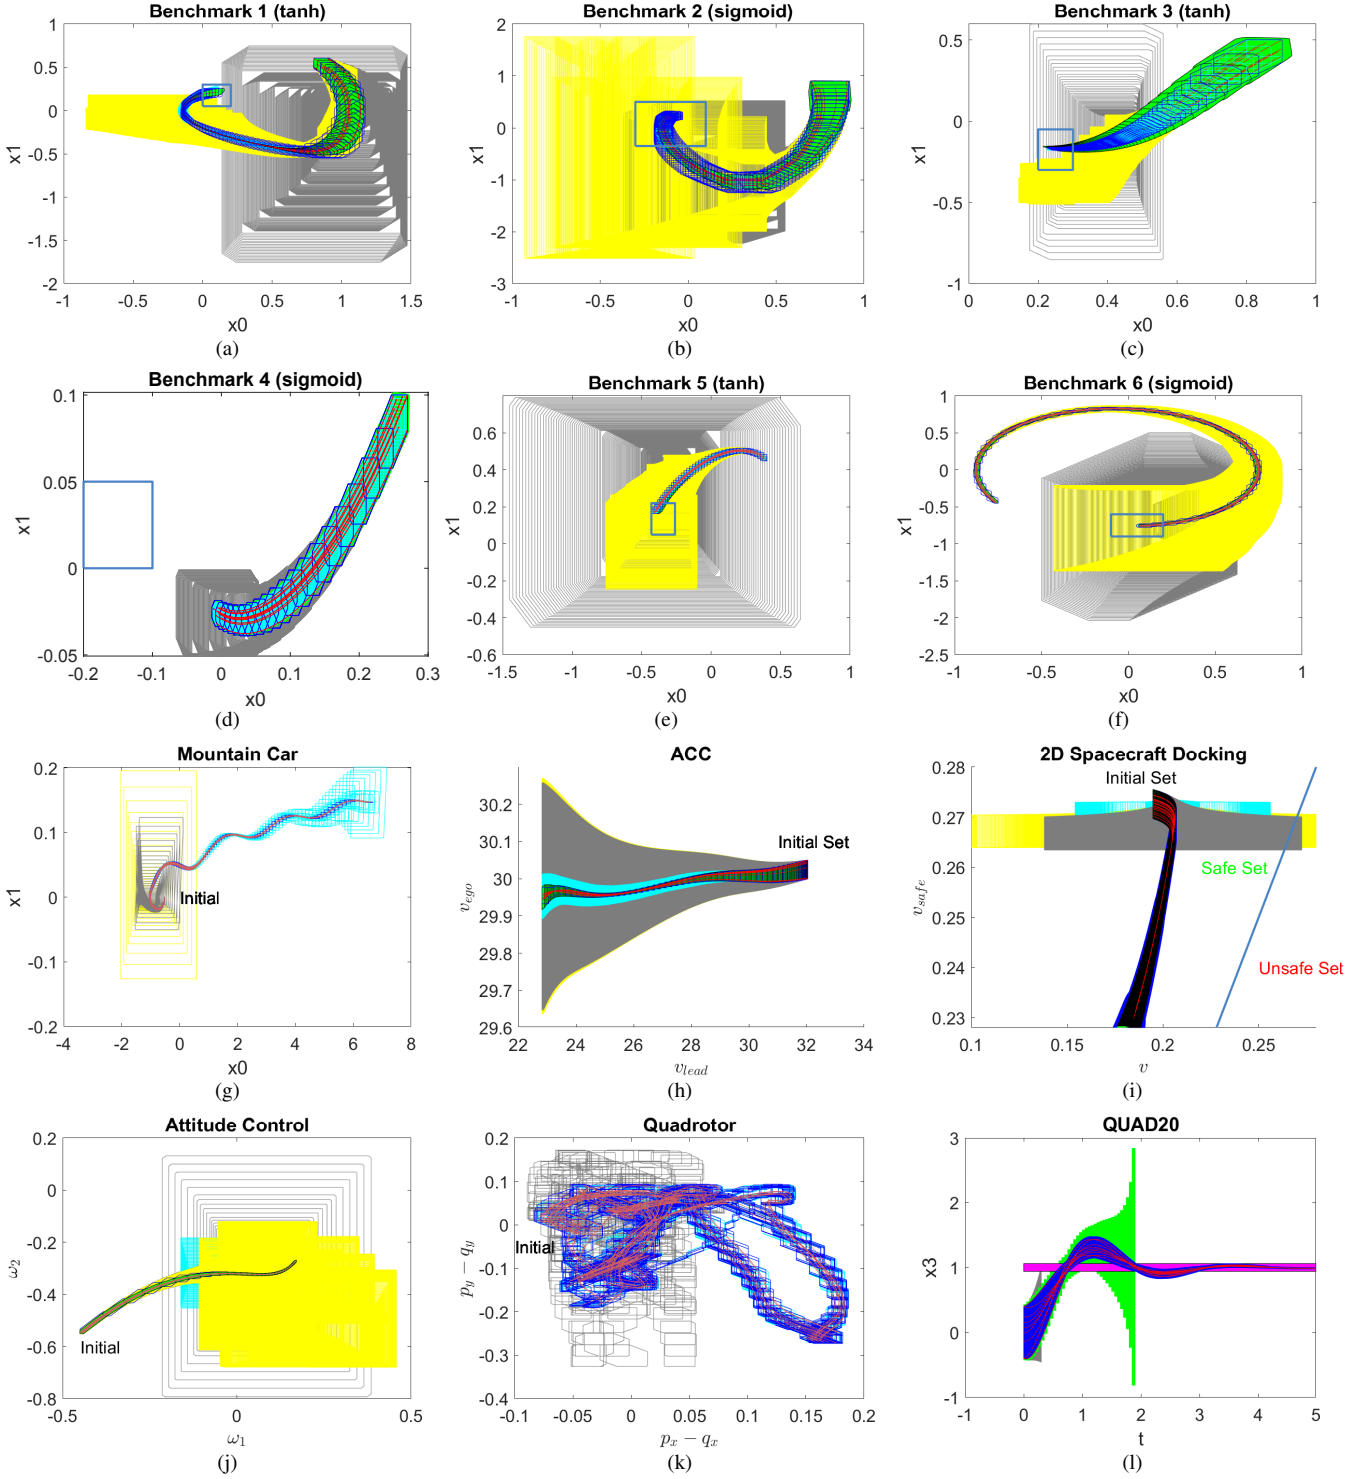 Benchmark 1 (tanh)
1
0.5
0
-0.5
-1
-1.5
-2
x1
-1 -0.5 0 0.5 1 1.5
x0
(a)
Benchmark 2 (sigmoid)
2
1
0
-1
-2
-3
x1
-1 -0.5 0 0.5 1
x0
(b)
Benchmark 3 (tanh)
0.5
0
-0.5
-1
x1
0 0.2 0.4 0.6 0.8 1
x0
(c)
Benchmark 4 (sigmoid)
0.1
0.05
0
-0.05
x1
-0.2 -0.1 0 0.1 0.2 0.3
x0
(d)
Benchmark 5 (tanh)
0.6
0.4
0.2
0
-0.2
-0.4
-0.6
x1
-1.5 -1 -0.5 0 0.5 1
x0
(e)
Benchmark 6 (sigmoid)
1
0.5
0
-0.5
-1
-1.5
-2
-2.5
x1
-1 -0.5 0 0.5 1
x0
(f)
Mountain Car
0.2
0.1
0
-0.1
-0.2
x1
Initial
-4 -2 0 2 4 6 8
x0
(g)
ACC
30.2
30.1
30
29.9
29.8
29.7
29.6
v_ego
Initial Set
22 24 26 28 30 32 34
v_lead
(h)
2D Spacecraft Docking
0.28
0.27
0.26
0.25
0.24
0.23
v_safe
Initial Set
Safe Set
Unsafe Set
0.1 0.15 0.2 0.25
v
(i)
Attitude Control
0.2
0
-0.2
-0.4
-0.6
-0.8
ω2
Initial
-0.5 0 0.5
ω1
(j)
Quadrotor
0.2
0.1
0
-0.1
-0.2
-0.3
-0.4
p_y − q_y
Initial
-0.1 -0.05 0 0.05 0.1 0.15 0.2
p_x − q_x
(k)
QUAD20
3
2
1
0
-1
x3
-1 0 1 2 3 4 5
t
(l)